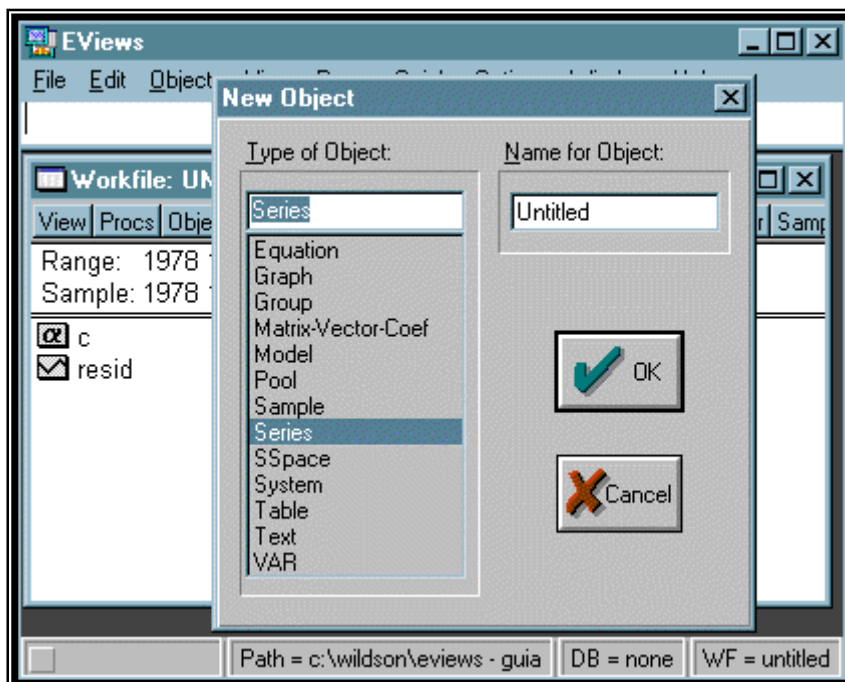 EViews
File Edit Object
New Object
Type of Object:
Name for Object:
Series
Untitled
Equation
Graph
Group
Matrix-Vector-Coef
Model
Pool
Sample
Series
SSpace
System
Table
Text
VAR
OK
Cancel
Workfile: UN
View Procs Obje
r Samp
Range: 1978
Sample: 1978
c
resid
Path = c:\wildson\eviews - guia DB = none WF = untitled